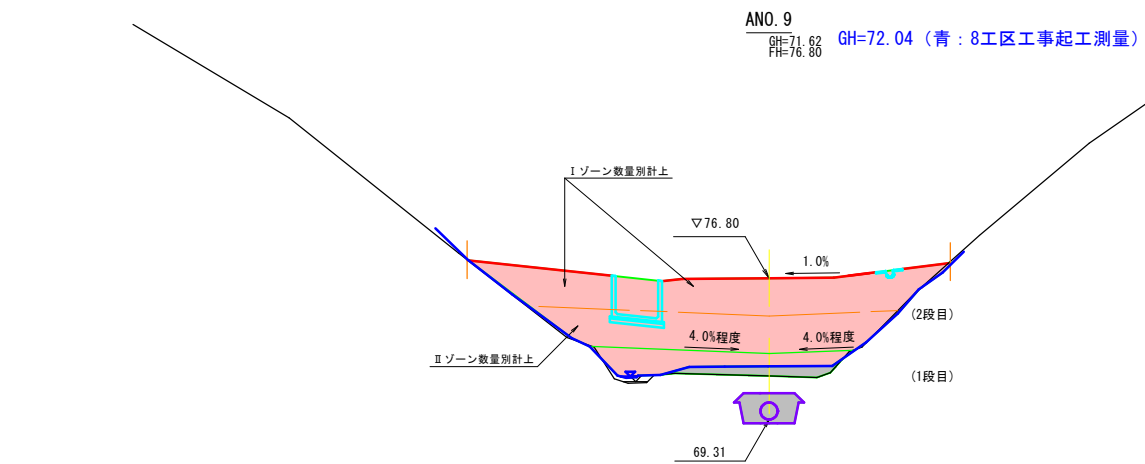 ANO.9
GH=71.62
FH=76.80
GH=72.04 (青：8工区工事起工測量)
Ⅰゾーン数量別計上
▽76.80
1.0%
(2段目)
4.0%程度
4.0%程度
Ⅱゾーン数量別計上
(1段目)
69.31